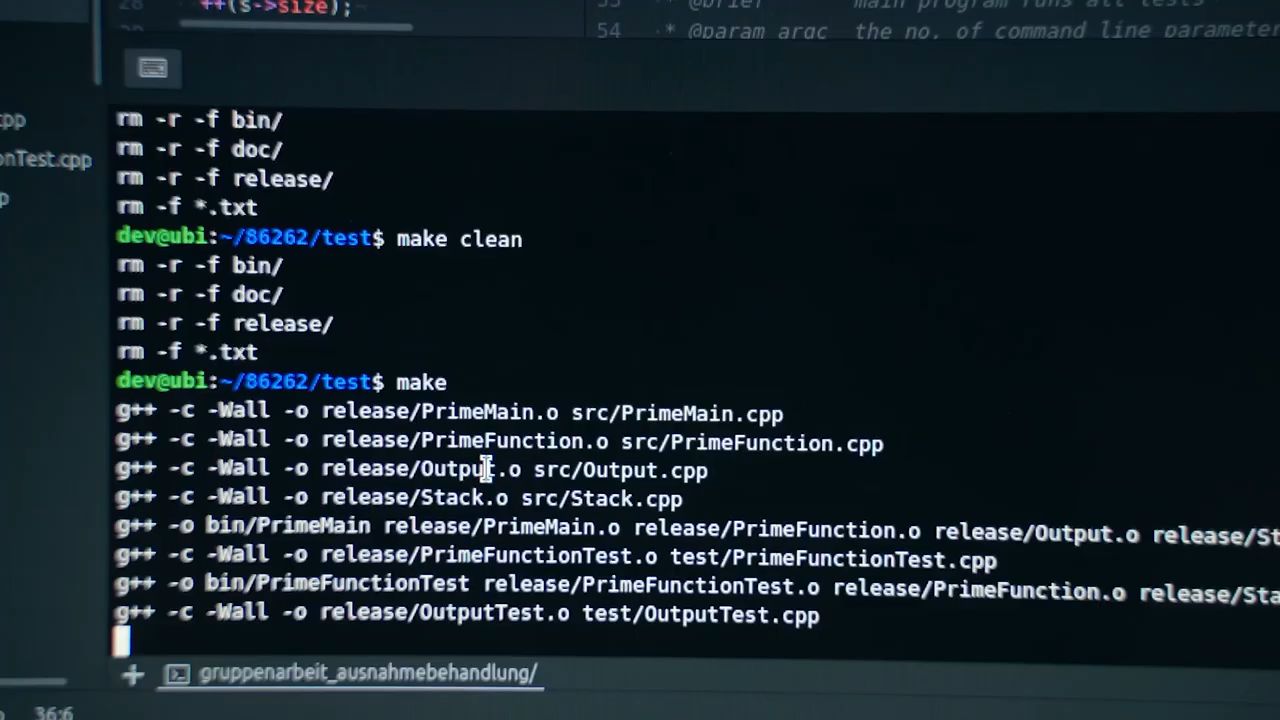 28 ++(s->size);
53 * @brief main program runs all tests
54 * @param argc the no. of command line parameter
cpp
onTest.cpp
p
rm -r -f bin/
rm -r -f doc/
rm -r -f release/
rm -f *.txt
dev@ubi:~/86262/test$ make clean
rm -r -f bin/
rm -r -f doc/
rm -r -f release/
rm -f *.txt
dev@ubi:~/86262/test$ make
g++ -c -Wall -o release/PrimeMain.o src/PrimeMain.cpp
g++ -c -Wall -o release/PrimeFunction.o src/PrimeFunction.cpp
g++ -c -Wall -o release/Output.o src/Output.cpp
g++ -c -Wall -o release/Stack.o src/Stack.cpp
g++ -o bin/PrimeMain release/PrimeMain.o release/PrimeFunction.o release/Output.o release/St
g++ -c -Wall -o release/PrimeFunctionTest.o test/PrimeFunctionTest.cpp
g++ -o bin/PrimeFunctionTest release/PrimeFunctionTest.o release/PrimeFunction.o release/Sta
g++ -c -Wall -o release/OutputTest.o test/OutputTest.cpp
+ gruppenarbeit_ausnahmebehandlung/
36:6